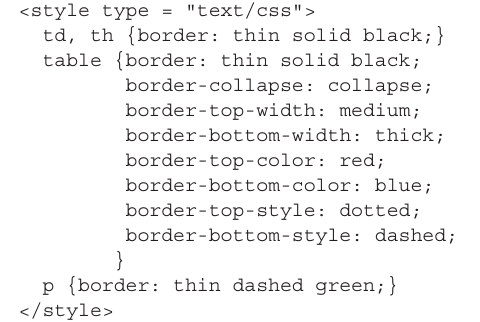 <style type = "text/css">
  td, th {border: thin solid black;}
  table {border: thin solid black;
         border-collapse: collapse;
         border-top-width: medium;
         border-bottom-width: thick;
         border-top-color: red;
         border-bottom-color: blue;
         border-top-style: dotted;
         border-bottom-style: dashed;
        }
  p {border: thin dashed green;}
</style>